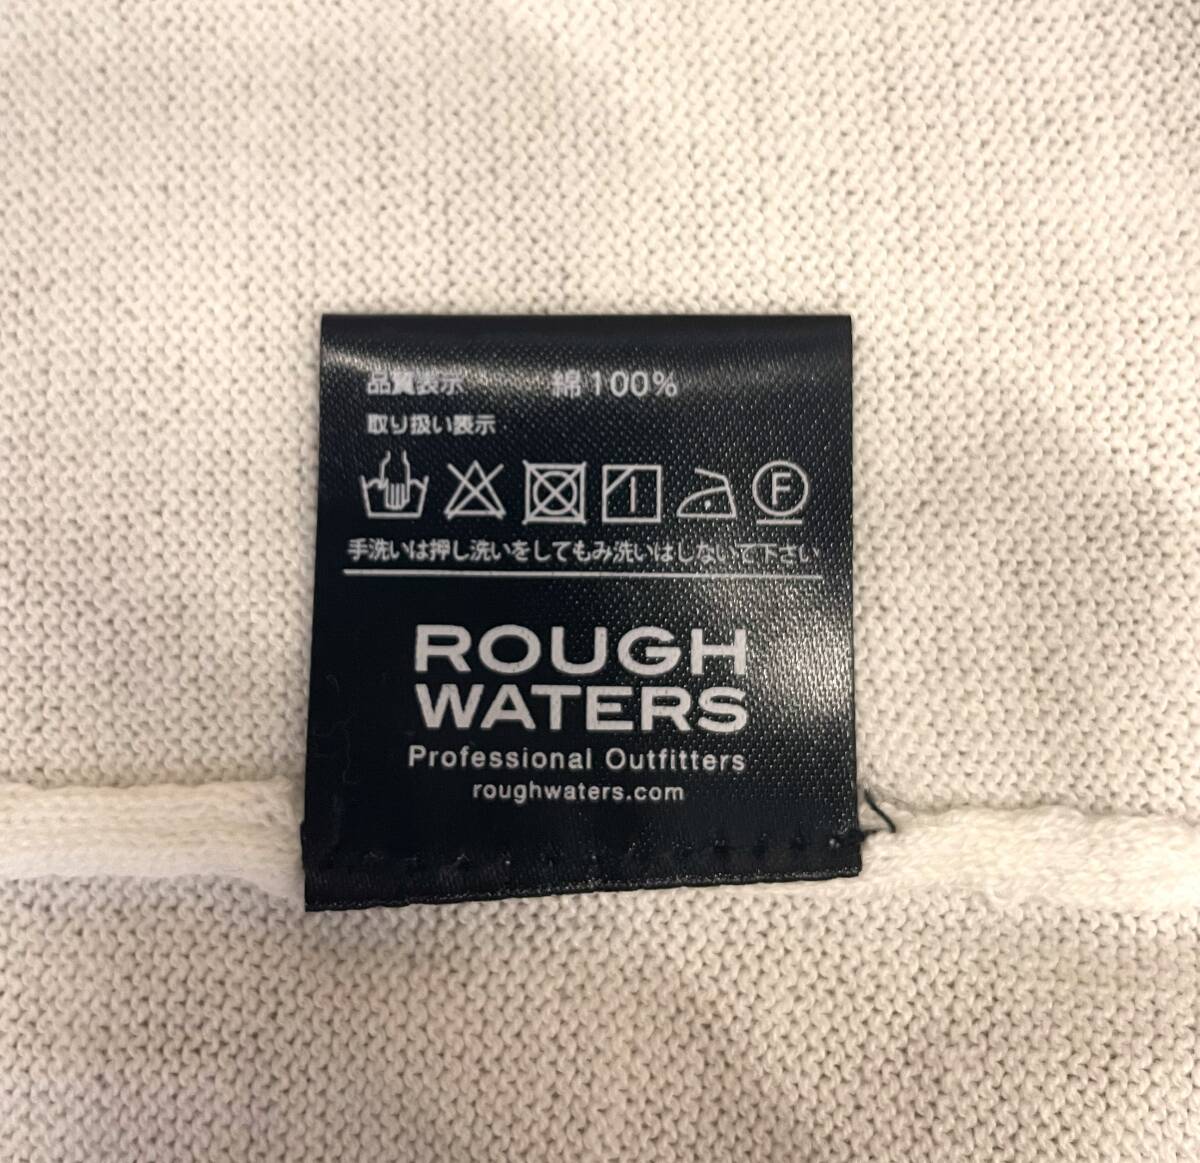 品質表示 綿100%
取り扱い表示
F
手洗いは押し洗いをしてもみ洗いはしないで下さい
ROUGH
WATERS
Professional Outfitters
roughwaters.com